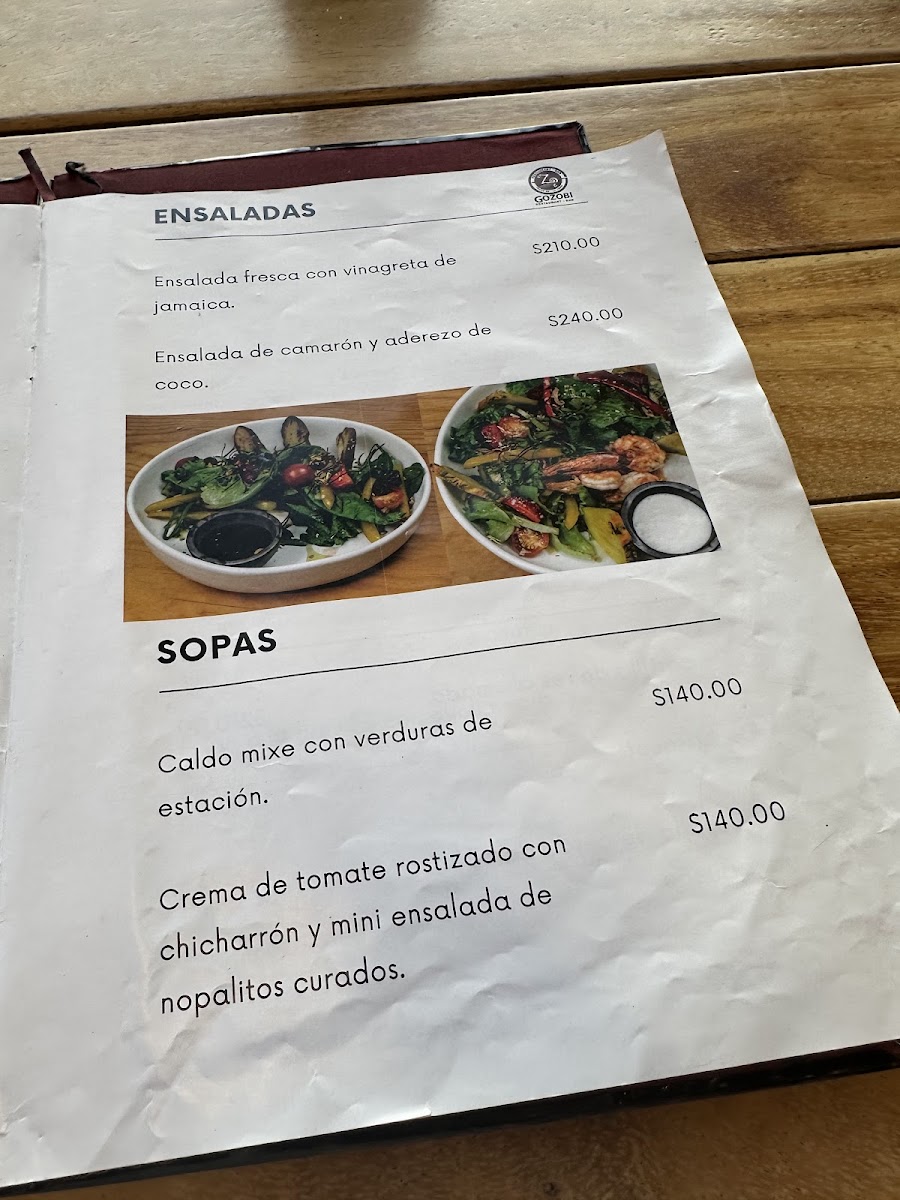 GOZOBI
ENSALADAS
Ensalada fresca con vinagreta de
jamaica.
$210.00
Ensalada de camarón y aderezo de
coco.
$240.00
SOPAS
Caldo mixe con verduras de
estación.
$140.00
Crema de tomate rostizado con
chicharrón y mini ensalada de
nopalitos curados.
$140.00